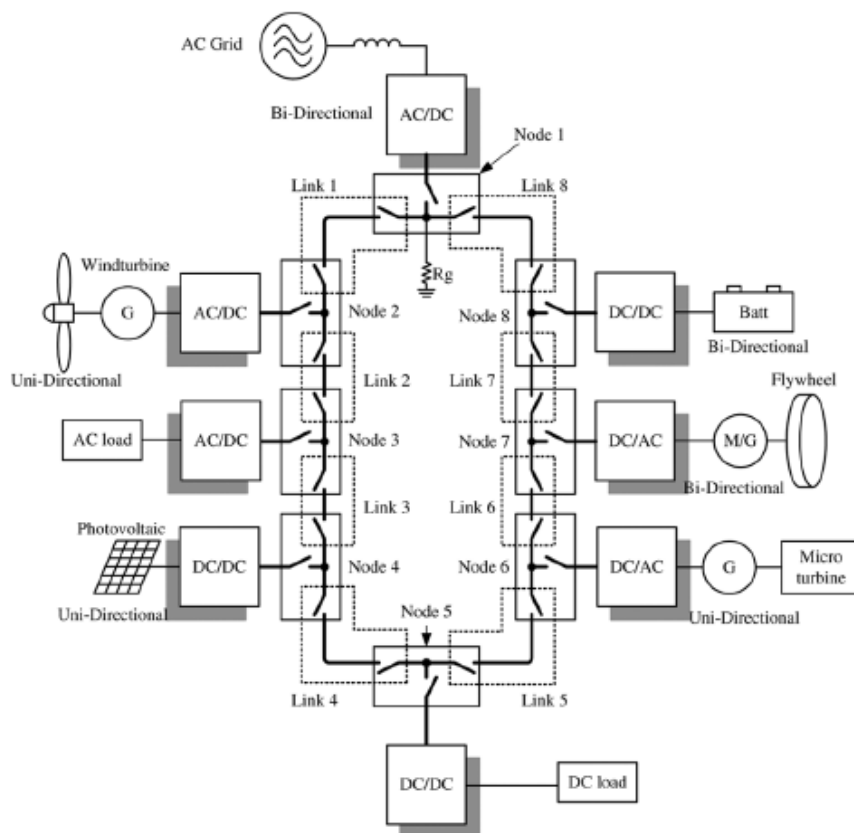 AC Grid
Bi-Directional
AC/DC
Node 1
Link 1
Link 8
Rg
Windturbine
G
AC/DC
Uni-Directional
Node 2
Node 8
DC/DC
Batt
Bi-Directional
Link 2
Link 7
Flywheel
AC load
AC/DC
Node 3
Node 7
DC/AC
M/G
Bi-Directional
Link 3
Link 6
Photovoltaic
DC/DC
Uni-Directional
Node 4
Node 6
DC/AC
G
Micro
turbine
Uni-Directional
Node 5
Link 4
Link 5
DC/DC
DC load